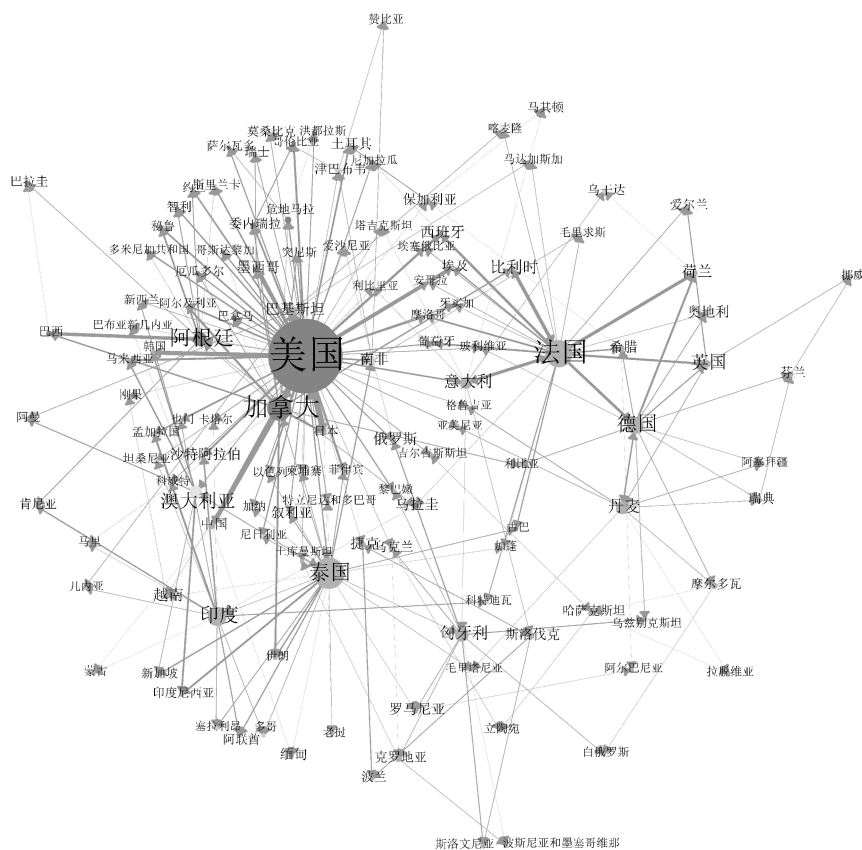 赞比亚
马其顿
喀麦隆
莫桑比克
洪都拉斯
哥伦比亚
土耳其
萨尔瓦多
瑞士
尼加拉瓜
马达加斯加
津巴布韦
巴拉圭
斯里兰卡
乌干达
保加利亚
智利
危地马拉
爱尔兰
秘鲁
委内瑞拉
塔吉克斯坦
西班牙
毛里求斯
多米尼加共和国
哥斯达黎加
突尼斯
爱沙尼亚
埃塞俄比亚
厄瓜多尔
墨西哥
埃及
比利时
荷兰
挪威
安哥拉
利比里亚
新西兰
阿尔及利亚
巴拿马
巴基斯坦
牙买加
摩洛哥
奥地利
巴西
巴布亚新几内亚
阿根廷
韩国
美国
葡萄牙
玻利维亚
法国
希腊
马来西亚
南非
英国
芬兰
意大利
刚果
加拿大
格鲁吉亚
阿曼
也门
卡塔尔
亚美尼亚
德国
孟加拉国
日本
俄罗斯
坦桑尼亚
沙特阿拉伯
吉尔吉斯斯坦
利比亚
阿塞拜疆
以色列
柬埔寨
菲律宾
科威特
黎巴嫩
肯尼亚
澳大利亚
加纳
特立尼达和多巴哥
乌拉圭
瑞典
丹麦
中国
叙利亚
古巴
尼日利亚
马里
土库曼斯坦
捷克
乌克兰
泰国
几内亚
越南
摩尔多瓦
科特迪瓦
印度
哈萨克斯坦
乌兹别克斯坦
匈牙利
斯洛伐克
伊朗
蒙古
新加坡
毛里塔尼亚
阿尔巴尼亚
拉脱维亚
印度尼西亚
罗马尼亚
塞拉利昂
多哥
老挝
立陶宛
阿联酋
缅甸
克罗地亚
白俄罗斯
波兰
斯洛文尼亚
波斯尼亚和墨塞哥维那